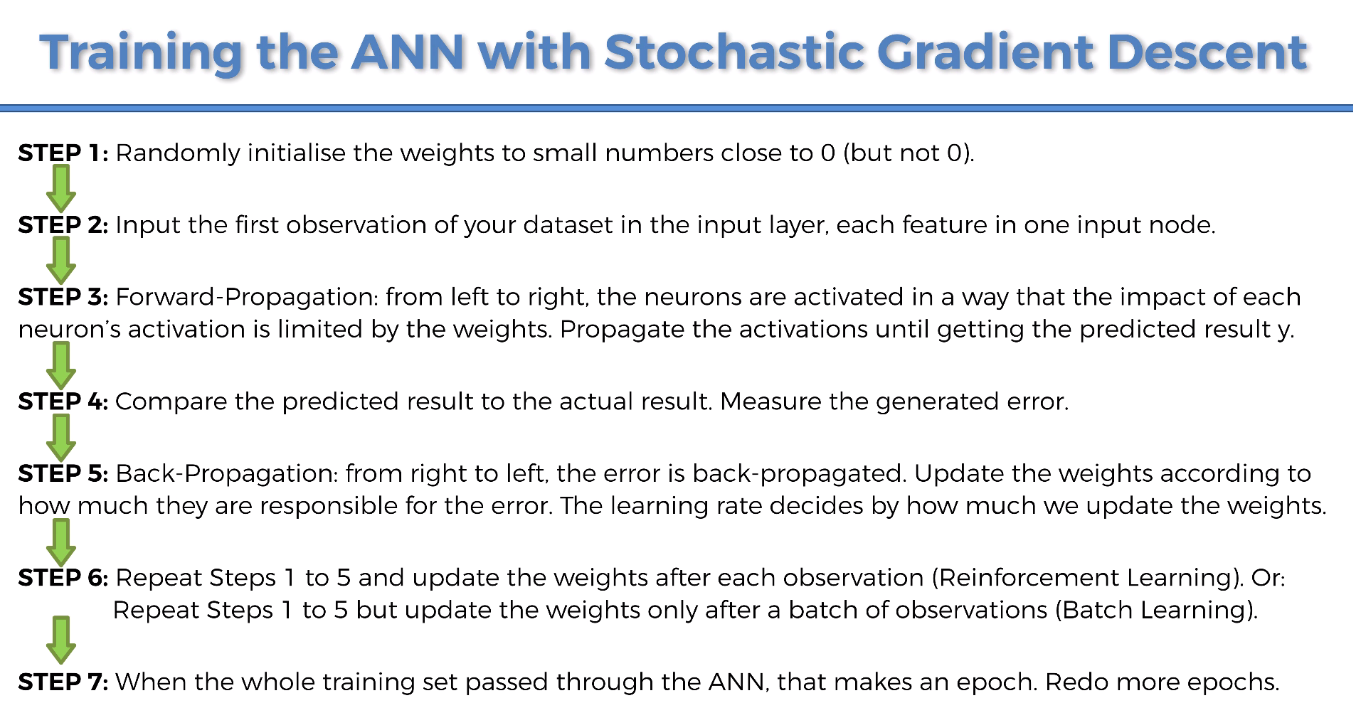 Training the ANN with Stochastic Gradient Descent
STEP 1: Randomly initialise the weights to small numbers close to 0 (but not 0).
STEP 2: Input the first observation of your dataset in the input layer, each feature in one input node.
STEP 3: Forward-Propagation: from left to right, the neurons are activated in a way that the impact of each
neuron's activation is limited by the weights. Propagate the activations until getting the predicted result y.
STEP 4: Compare the predicted result to the actual result. Measure the generated error.
STEP 5: Back-Propagation: from right to left, the error is back-propagated. Update the weights according to
how much they are responsible for the error. The learning rate decides by how much we update the weights.
STEP 6: Repeat Steps 1 to 5 and update the weights after each observation (Reinforcement Learning). Or:
Repeat Steps 1 to 5 but update the weights only after a batch of observations (Batch Learning).
STEP 7: When the whole training set passed through the ANN, that makes an epoch. Redo more epochs.